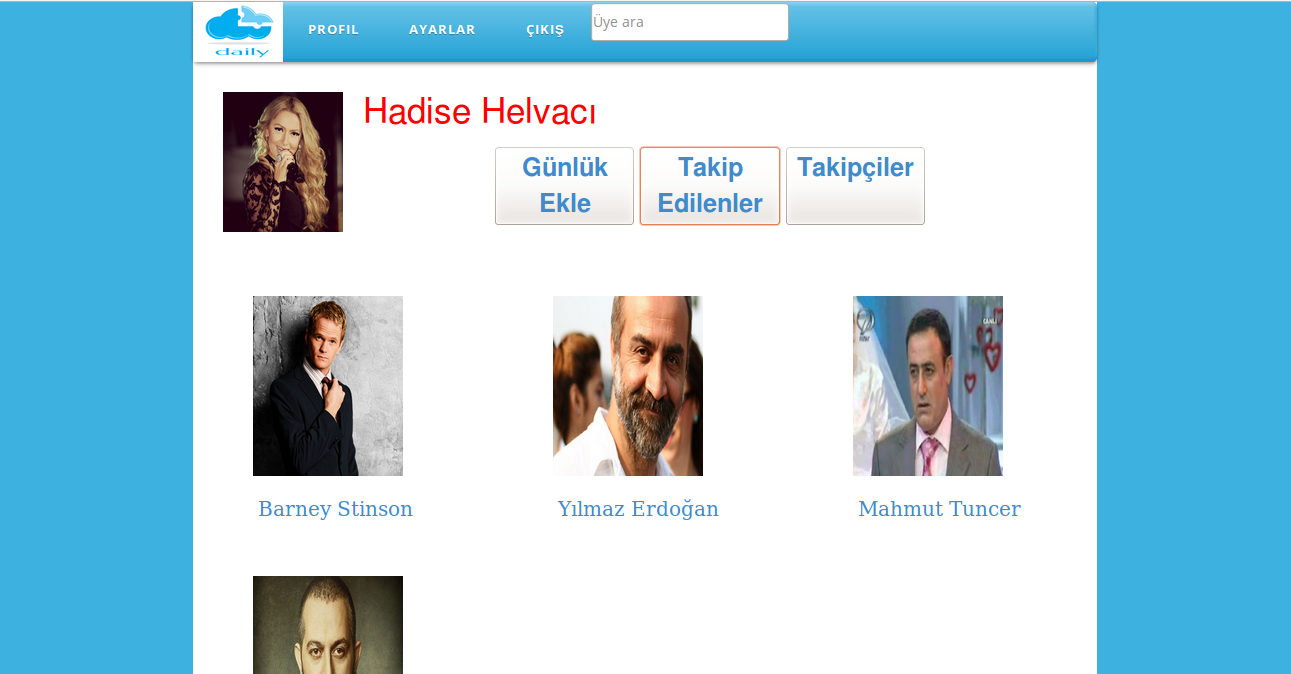 PROFIL
AYARLAR
ÇIKIŞ
Üye ara
daily
Hadise Helvacı
Günlük
Ekle
Takip
Edilenler
Takipçiler
CANLI
Barney Stinson
Yılmaz Erdoğan
Mahmut Tuncer